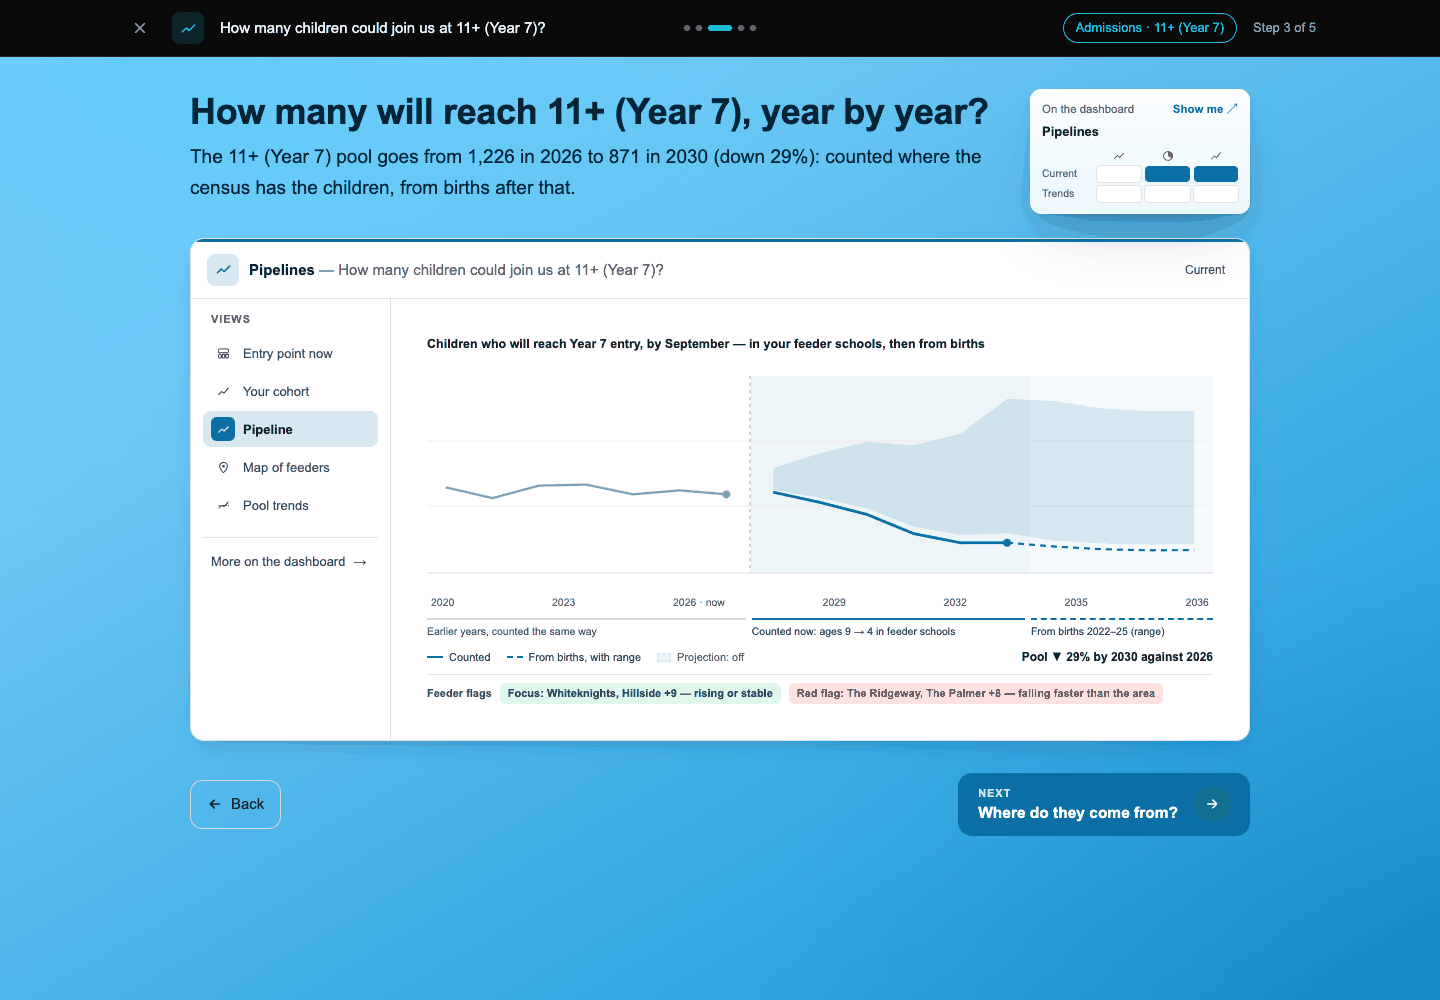 How many children could join us at 11+ (Year 7)?
Admissions · 11+ (Year 7)
Step 3 of 5
How many will reach 11+ (Year 7), year by year?
The 11+ (Year 7) pool goes from 1,226 in 2026 to 871 in 2030 (down 29%): counted where the
census has the children, from births after that.
On the dashboard
Show me ↗
Pipelines
Current
Trends
Pipelines — How many children could join us at 11+ (Year 7)?
Current
VIEWS
Entry point now
Your cohort
Pipeline
Map of feeders
Pool trends
More on the dashboard →
Children who will reach Year 7 entry, by September — in your feeder schools, then from births
2020
2023
2026 · now
2029
2032
2035
2036
Earlier years, counted the same way
Counted now: ages 9 → 4 in feeder schools
From births 2022–25 (range)
Counted
From births, with range
Projection: off
Pool ▼ 29% by 2030 against 2026
Feeder flags
Focus: Whiteknights, Hillside +9 — rising or stable
Red flag: The Ridgeway, The Palmer +8 — falling faster than the area
← Back
NEXT
Where do they come from?